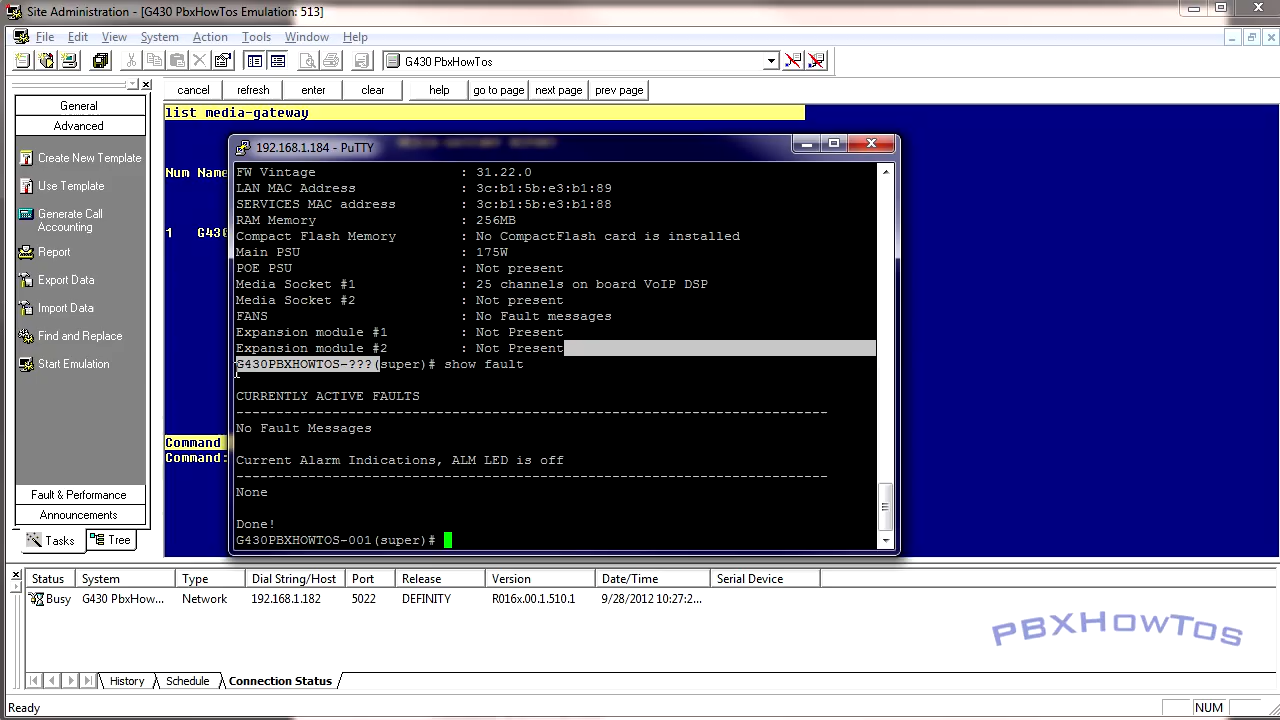 Site Administration - [G430 PbxHowTos Emulation: 513]
File Edit View System Action Tools Window Help
G430 PbxHowTos
General
Advanced
Create New Template
Use Template
Generate Call
Accounting
Report
Export Data
Import Data
Find and Replace
Start Emulation
Fault & Performance
Announcements
Tasks Tree
cancel refresh enter clear help go to page next page prev page
list media-gateway
Num Name
1 G43
Command
Command:
192.168.1.184 - PuTTY
FW Vintage : 31.22.0
LAN MAC Address : 3c:b1:5b:e3:b1:89
SERVICES MAC address : 3c:b1:5b:e3:b1:88
RAM Memory : 256MB
Compact Flash Memory : No CompactFlash card is installed
Main PSU : 175W
POE PSU : Not present
Media Socket #1 : 25 channels on board VoIP DSP
Media Socket #2 : Not present
FANS : No Fault messages
Expansion module #1 : Not Present
Expansion module #2 : Not Present
G430PBXHOWTOS-???(super)# show fault
CURRENTLY ACTIVE FAULTS
--------------------------------------------------------------------------
No Fault Messages
Current Alarm Indications, ALM LED is off
--------------------------------------------------------------------------
None
Done!
G430PBXHOWTOS-001(super)#
Status System Type Dial String/Host Port Release Version Date/Time Serial Device
Busy G430 PbxHow... Network 192.168.1.182 5022 DEFINITY R016x.00.1.510.1 9/28/2012 10:27:2...
PBXHowTos
History Schedule Connection Status
Ready NUM